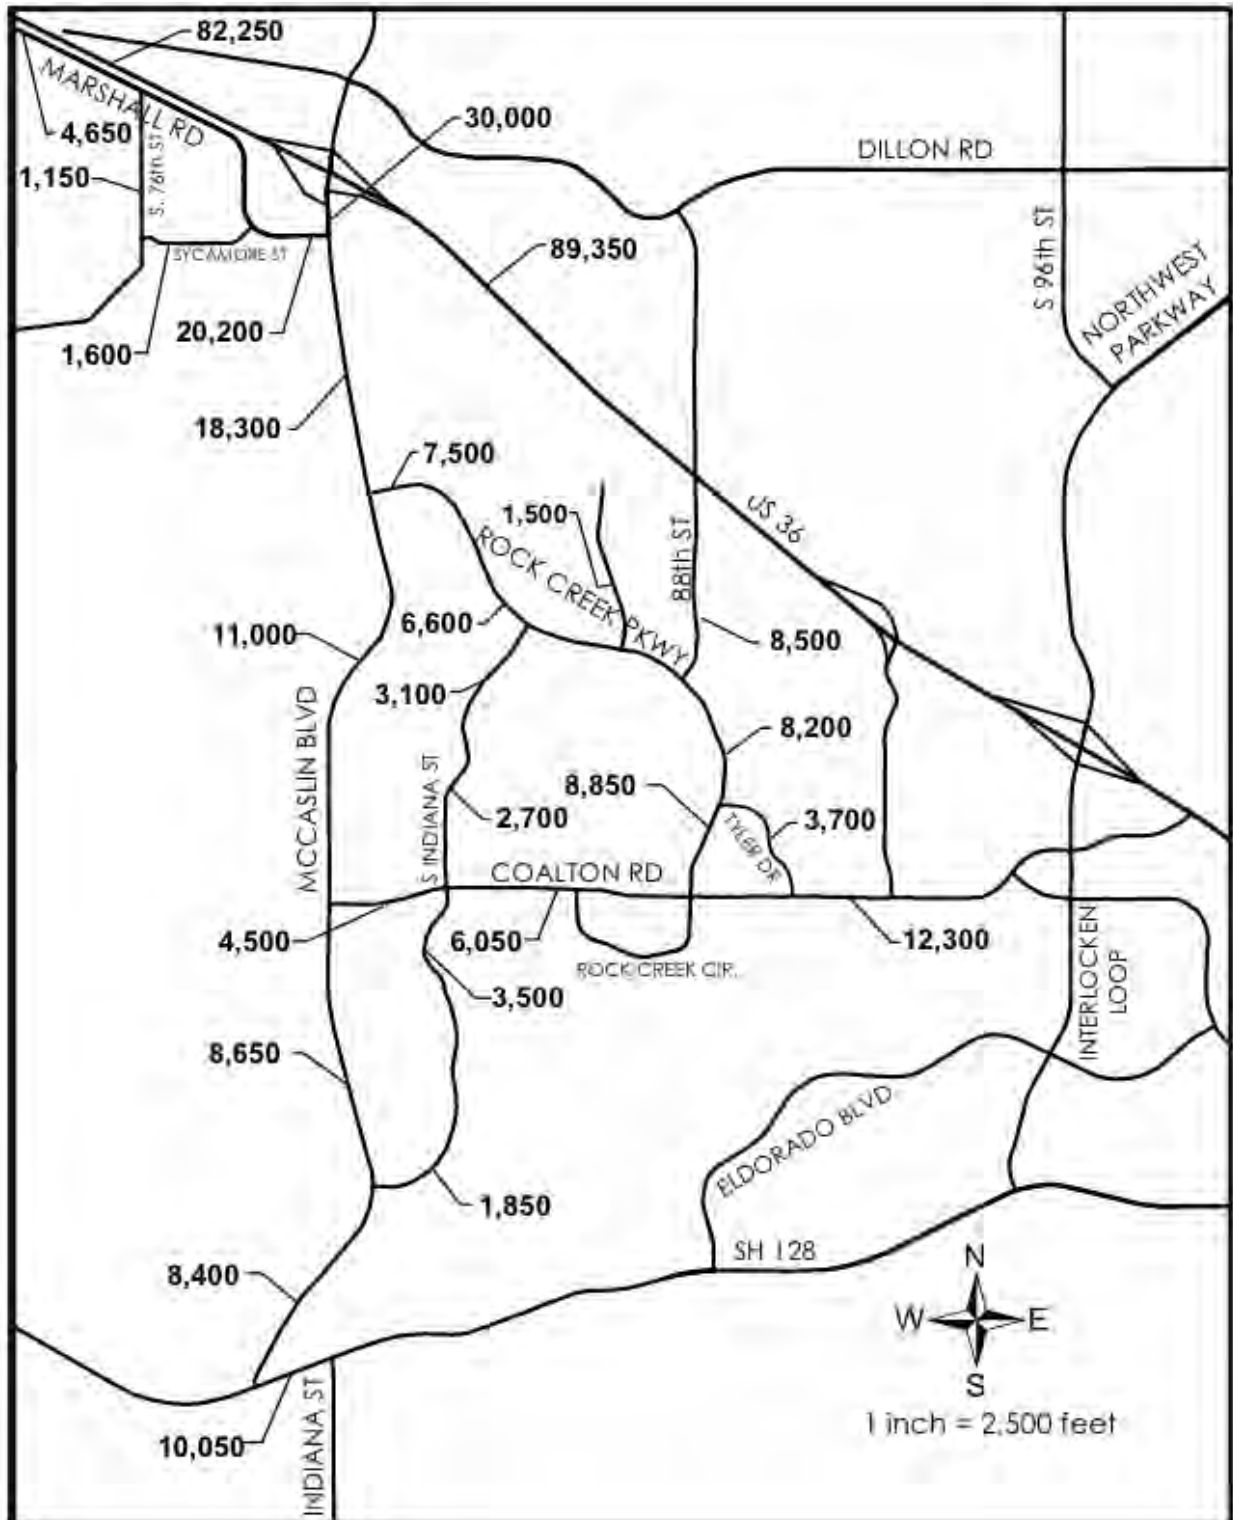 82,250
MARSHALL RD
30,000
4,650
DILLON RD
S. 76th ST
1,150
S 96th ST
89,350
SYCAMORE ST
NORTHWEST
PARKWAY
20,200
1,600
18,300
7,500
1,500
US 36
ROCK CREEK PKWY
88th ST
6,600
11,000
8,500
3,100
MCCASLIN BLVD
8,200
S INDIANA ST
8,850
2,700
3,700
TYLER DR
COALTON RD
4,500
6,050
12,300
ROCK CREEK CIR.
3,500
INTERLOCKEN
LOOP
8,650
ELDORADO BLVD
1,850
SH 128
8,400
N
W
E
S
INDIANA ST
1 inch = 2,500 feet
10,050